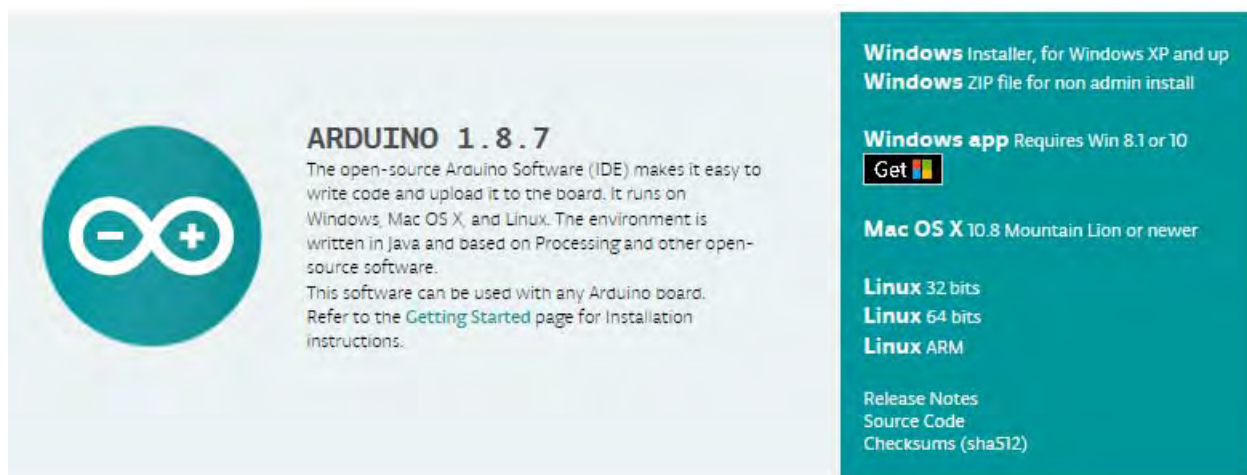 ARDUINO 1.8.7
The open-source Arduino Software (IDE) makes it easy to
write code and upload it to the board. It runs on
Windows, Mac OS X, and Linux. The environment is
written in Java and based on Processing and other open-
source software.
This software can be used with any Arduino board.
Refer to the Getting Started page for Installation
instructions.
Windows Installer, for Windows XP and up
Windows ZIP file for non admin install
Windows app Requires Win 8.1 or 10
Get
Mac OS X 10.8 Mountain Lion or newer
Linux 32 bits
Linux 64 bits
Linux ARM
Release Notes
Source Code
Checksums (sha512)